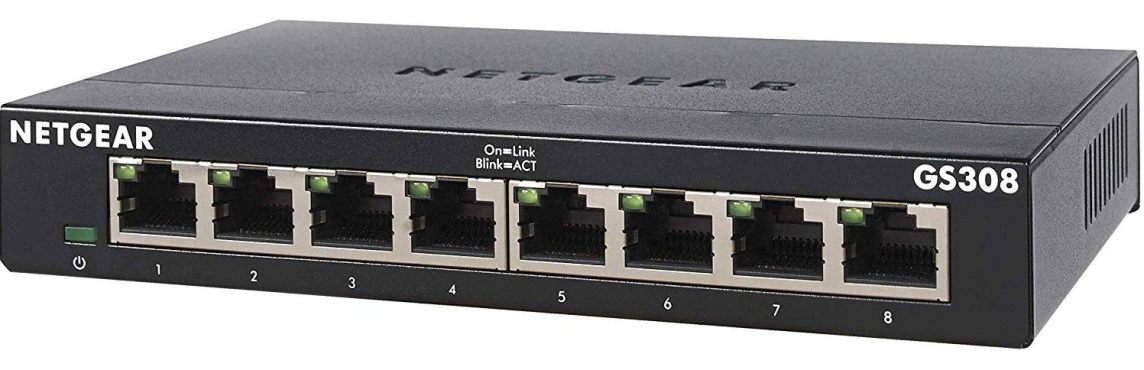 NETGEAR
NETGEAR
On=Link
Blink=ACT
GS308
1 2 3 4 5 6 7 8